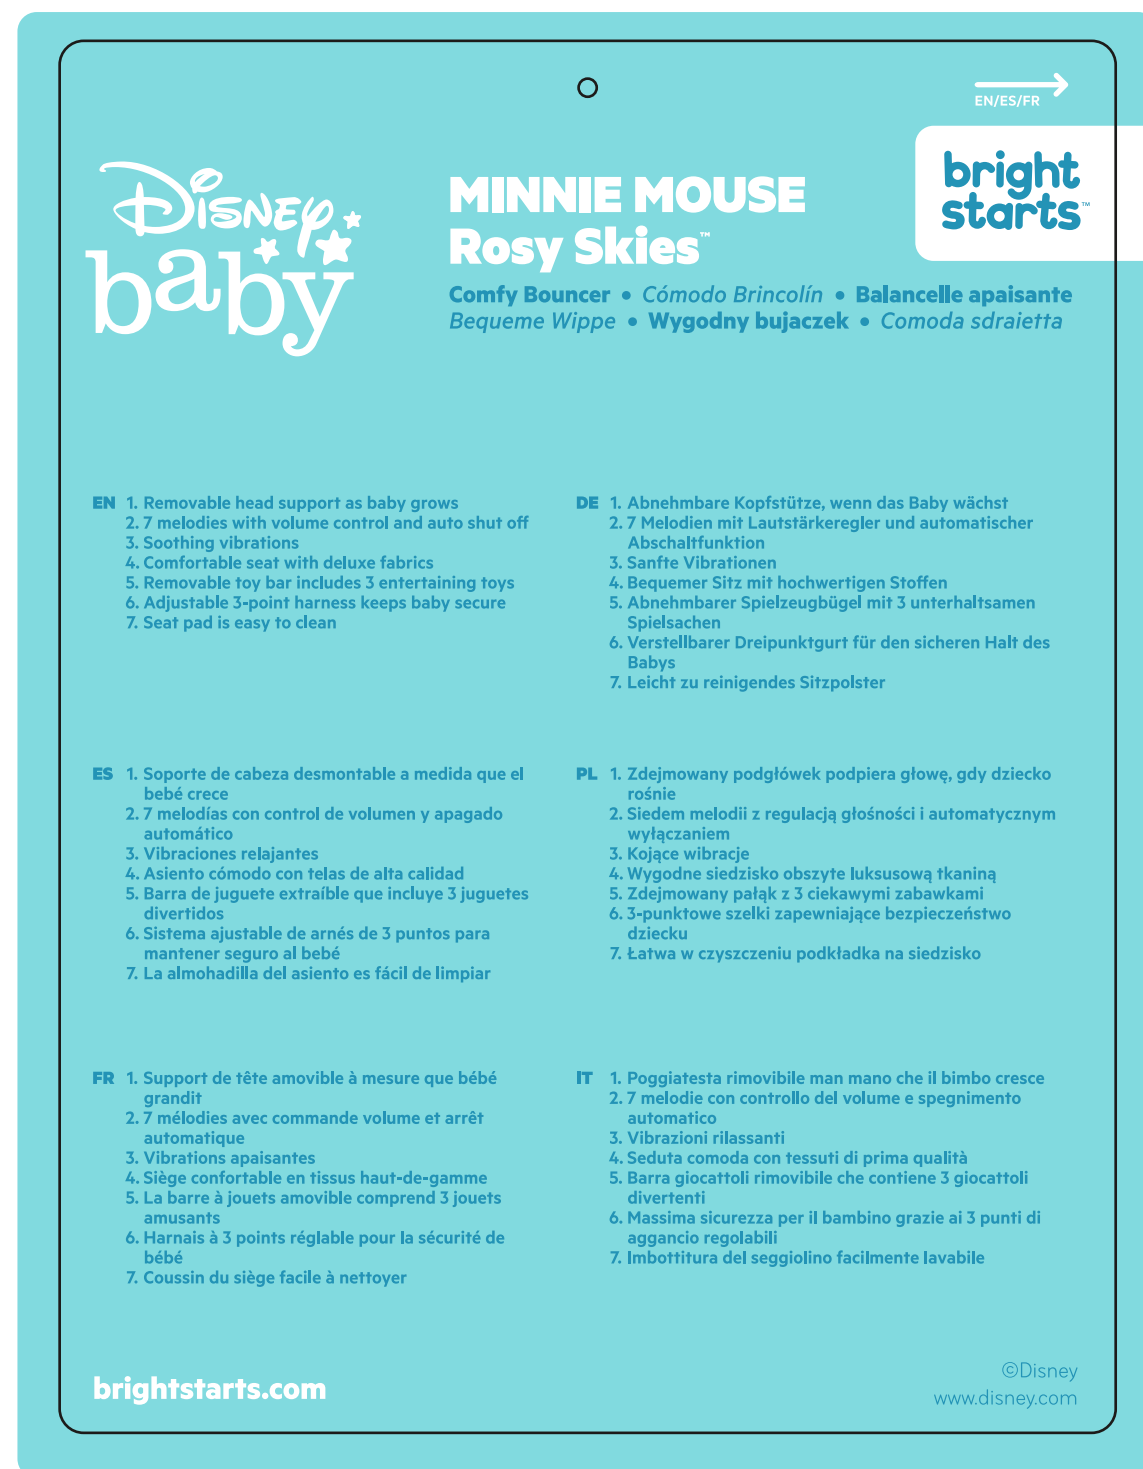 EN/ES/FR
bright
starts™
Disney
baby
MINNIE MOUSE
Rosy Skies™
Comfy Bouncer • Cómodo Brincolín • Balancelle apaisante
Bequeme Wippe • Wygodny bujaczek • Comoda sdraietta
EN 1. Removable head support as baby grows
2. 7 melodies with volume control and auto shut off
3. Soothing vibrations
4. Comfortable seat with deluxe fabrics
5. Removable toy bar includes 3 entertaining toys
6. Adjustable 3-point harness keeps baby secure
7. Seat pad is easy to clean
DE 1. Abnehmbare Kopfstütze, wenn das Baby wächst
2. 7 Melodien mit Lautstärkeregler und automatischer
Abschaltfunktion
3. Sanfte Vibrationen
4. Bequemer Sitz mit hochwertigen Stoffen
5. Abnehmbarer Spielzeugbügel mit 3 unterhaltsamen
Spielsachen
6. Verstellbarer Dreipunktgurt für den sicheren Halt des
Babys
7. Leicht zu reinigendes Sitzpolster
ES 1. Soporte de cabeza desmontable a medida que el
bebé crece
2. 7 melodías con control de volumen y apagado
automático
3. Vibraciones relajantes
4. Asiento cómodo con telas de alta calidad
5. Barra de juguete extraíble que incluye 3 juguetes
divertidos
6. Sistema ajustable de arnés de 3 puntos para
mantener seguro al bebé
7. La almohadilla del asiento es fácil de limpiar
PL 1. Zdejmowany podgłówek podpiera głowę, gdy dziecko
rośnie
2. Siedem melodii z regulacją głośności i automatycznym
wyłączaniem
3. Kojące wibracje
4. Wygodne siedzisko obszyte luksusową tkaniną
5. Zdejmowany pałąk z 3 ciekawymi zabawkami
6. 3-punktowe szelki zapewniające bezpieczeństwo
dziecku
7. Łatwa w czyszczeniu podkładka na siedzisko
FR 1. Support de tête amovible à mesure que bébé
grandit
2. 7 mélodies avec commande volume et arrêt
automatique
3. Vibrations apaisantes
4. Siège confortable en tissus haut-de-gamme
5. La barre à jouets amovible comprend 3 jouets
amusants
6. Harnais à 3 points réglable pour la sécurité de
bébé
7. Coussin du siège facile à nettoyer
IT 1. Poggiatesta rimovibile man mano che il bimbo cresce
2. 7 melodie con controllo del volume e spegnimento
automatico
3. Vibrazioni rilassanti
4. Seduta comoda con tessuti di prima qualità
5. Barra giocattoli rimovibile che contiene 3 giocattoli
divertenti
6. Massima sicurezza per il bambino grazie ai 3 punti di
aggancio regolabili
7. Imbottitura del seggiolino facilmente lavabile
brightstarts.com
©Disney
www.disney.com